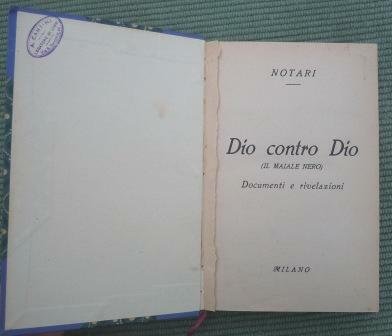 NOTARI
Dio contro Dio
(IL MAIALE NERO)
Documenti e rivelazioni
MILANO